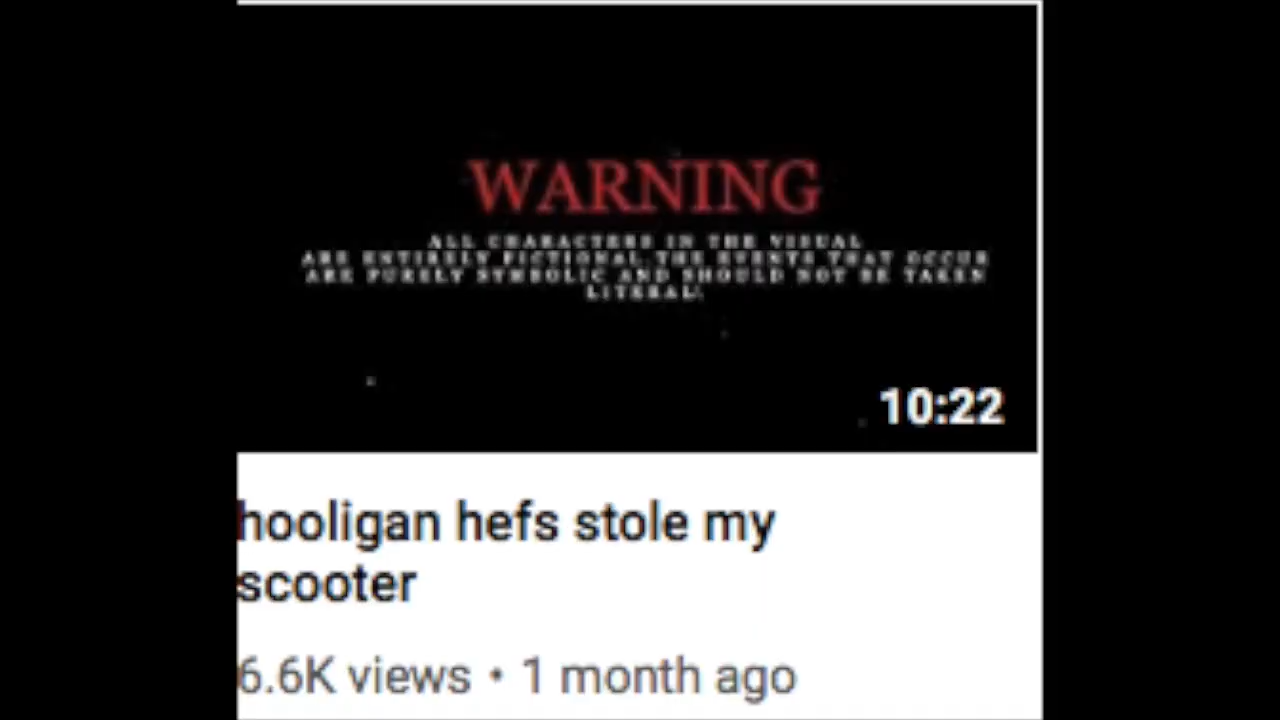 WARNING
ALL CHARACTERS IN THE VISUAL
ARE ENTIRELY FICTIONAL THE EVENTS THAT OCCUR
ARE PURELY SYMBOLIC AND SHOULD NOT BE TAKEN
10:22
hooligan hefs stole my
scooter
6.6K views • 1 month ago